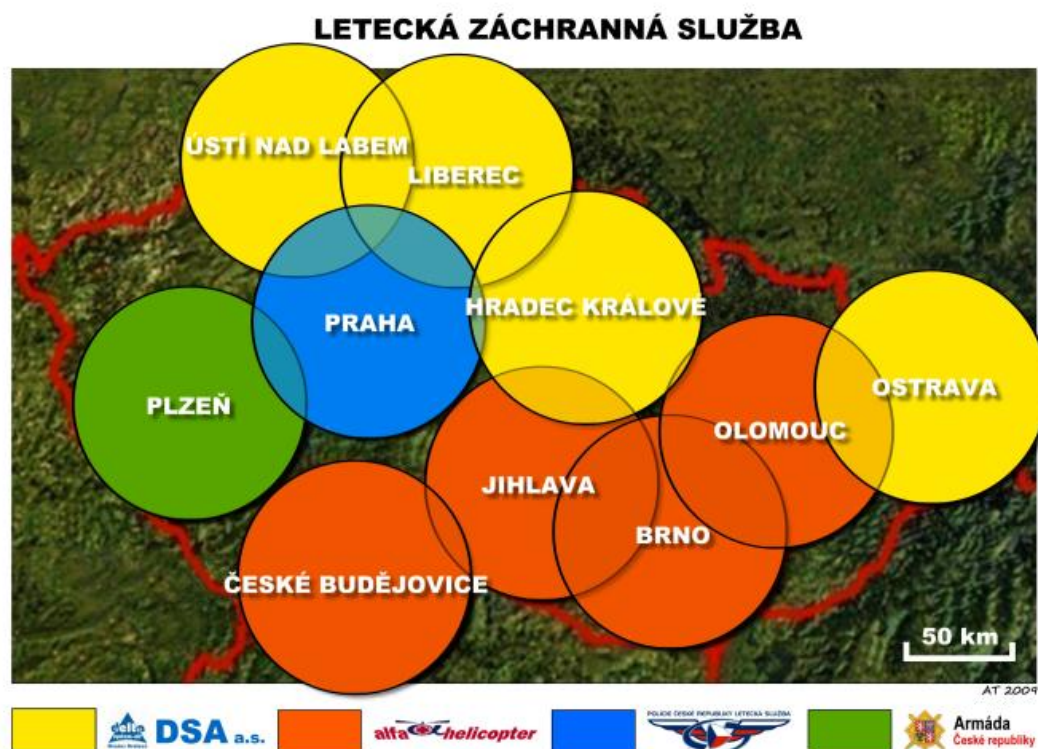 LETECKÁ ZÁCHRANNÁ SLUŽBA
ÚSTÍ NAD LABEM
LIBEREC
HRADEC KRÁLOVÉ
PRAHA
OSTRAVA
PLZEŇ
OLOMOUC
JIHLAVA
BRNO
ČESKÉ BUDĚJOVICE
50 km
AT 2009
delta
DSA a.s.
alfa helicopter
POLICIE ČESKÉ REPUBLIKY LETECKÁ SLUŽBA
Armáda
České republiky